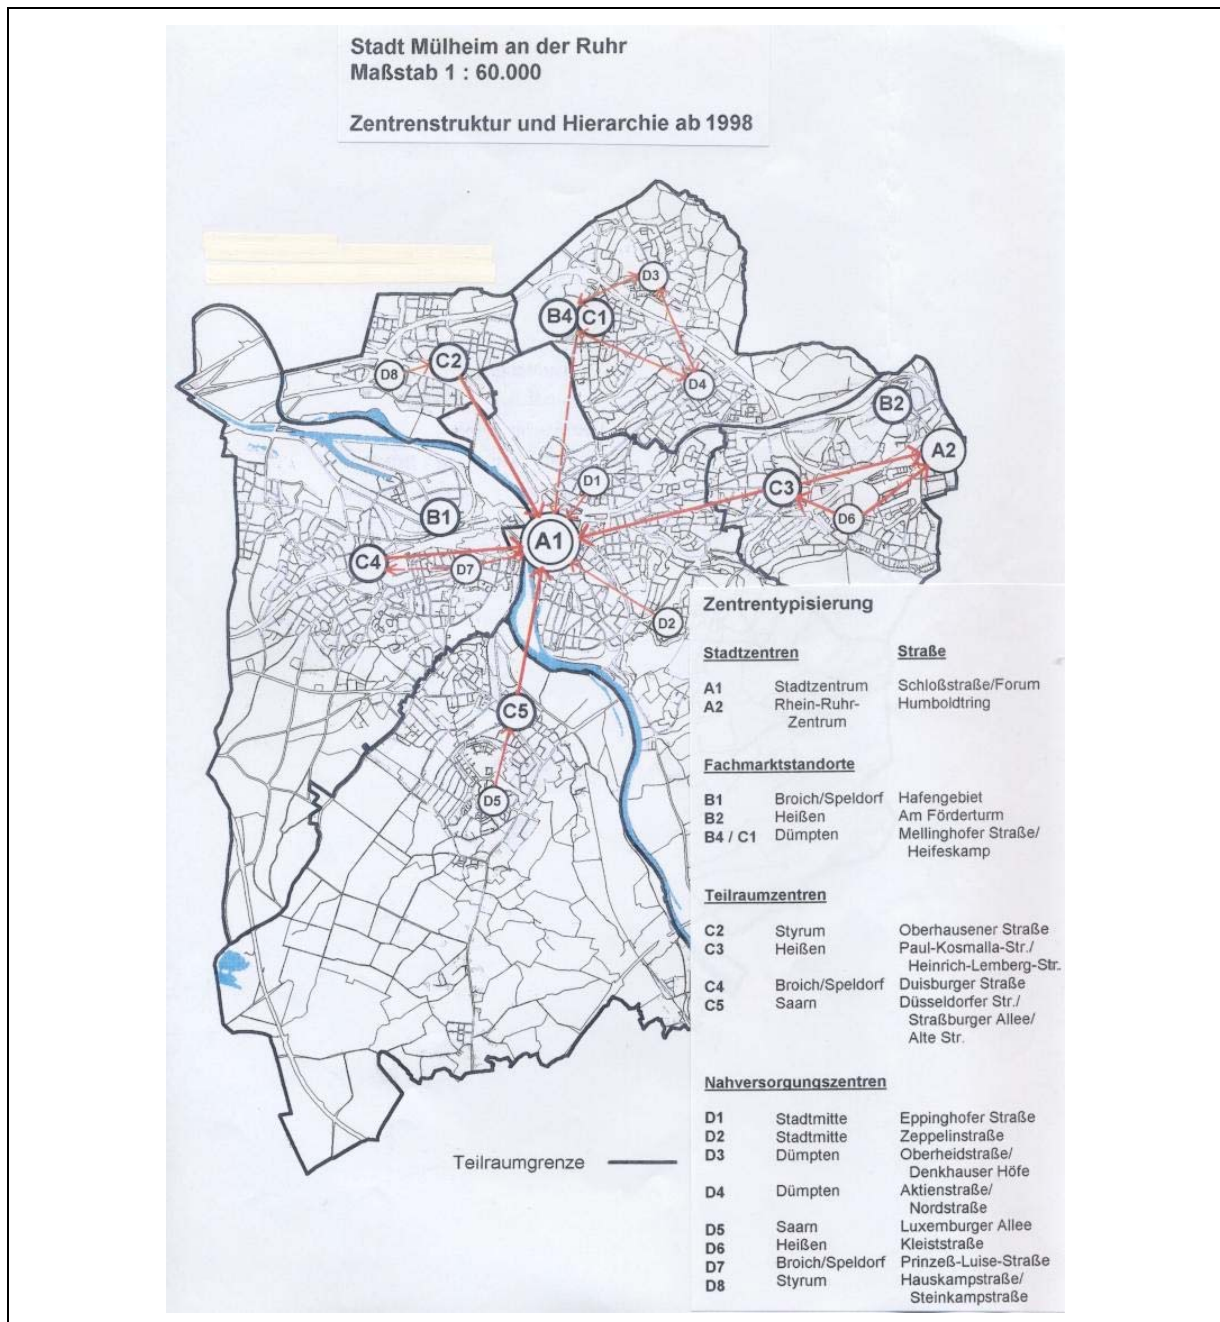 Stadt Mülheim an der Ruhr
Maßstab 1 : 60.000
Zentrenstruktur und Hierarchie ab 1998
D3
B4 C1
C2
D8
D4
B2
A2
D1
C3
B1
D6
A1
C4
D7
D2
C5
D5
Teilraumgrenze
Zentrentypisierung
Stadtzentren Straße
A1 Stadtzentrum Schloßstraße/Forum
A2 Rhein-Ruhr- Humboldtring
Zentrum
Fachmarktstandorte
B1 Broich/Speldorf Hafengebiet
B2 Heißen Am Förderturm
B4 / C1 Dümpten Mellinghofer Straße/
Heifeskamp
Teilraumzentren
C2 Styrum Oberhausener Straße
C3 Heißen Paul-Kosmalla-Str./
Heinrich-Lemberg-Str.
C4 Broich/Speldorf Duisburger Straße
C5 Saarn Düsseldorfer Str./
Straßburger Allee/
Alte Str.
Nahversorgungszentren
D1 Stadtmitte Eppinghofer Straße
D2 Stadtmitte Zeppelinstraße
D3 Dümpten Oberheidstraße/
Denkhauser Höfe
D4 Dümpten Aktienstraße/
Nordstraße
D5 Saarn Luxemburger Allee
D6 Heißen Kleiststraße
D7 Broich/Speldorf Prinzeß-Luise-Straße
D8 Styrum Hauskampstraße/
Steinkampstraße